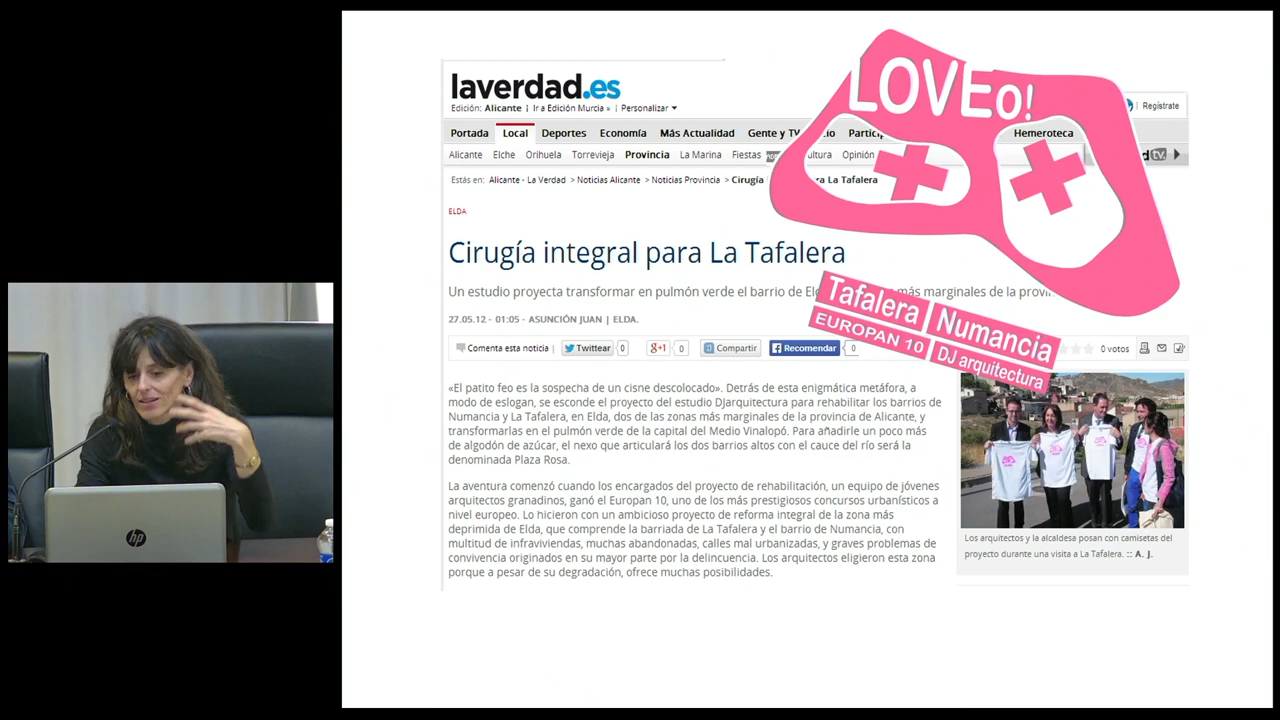 LOVEo!
laverdad.es
Edición: Alicante | Ir a Edición Murcia » | Personalizar
Regístrate
Portada Local Deportes Economía Más Actualidad Gente y TV Hemeroteca
Alicante Elche Orihuela Torrevieja Provincia La Marina Fiestas Opinión tv
Estás en: Alicante - La Verdad > Noticias Alicante > Noticias Provincia > Cirugía La Tafalera
ELDA
Cirugía integral para La Tafalera
Un estudio proyecta transformar en pulmón verde el barrio de más marginales de la
Tafalera Numancia
EUROPAN 10 DJ arquitectura
27.05.12 - 01:05 - ASUNCIÓN JUAN | ELDA.
Comenta esta noticia | Twittear 0 g+1 0 Compartir Recomendar 0 0 votos
«El patito feo es la sospecha de un cisne descolocado». Detrás de esta enigmática metáfora, a
modo de eslogan, se esconde el proyecto del estudio DJarquitectura para rehabilitar los barrios de
Numancia y La Tafalera, en Elda, dos de las zonas más marginales de la provincia de Alicante, y
transformarlas en el pulmón verde de la capital del Medio Vinalopó. Para añadirle un poco más
de algodón de azúcar, el nexo que articulará los dos barrios altos con el cauce del río será la
denominada Plaza Rosa.
La aventura comenzó cuando los encargados del proyecto de rehabilitación, un equipo de jóvenes
arquitectos granadinos, ganó el Europan 10, uno de los más prestigiosos concursos urbanísticos a
nivel europeo. Lo hicieron con un ambicioso proyecto de reforma integral de la zona más
deprimida de Elda, que comprende la barriada de La Tafalera y el barrio de Numancia, con
multitud de infraviviendas, muchas abandonadas, calles mal urbanizadas, y graves problemas de
convivencia originados en su mayor parte por la delincuencia. Los arquitectos eligieron esta zona
porque a pesar de su degradación, ofrece muchas posibilidades.
Los arquitectos y la alcaldesa posan con camisetas del
proyecto durante una visita a La Tafalera. :: A. J.
hp